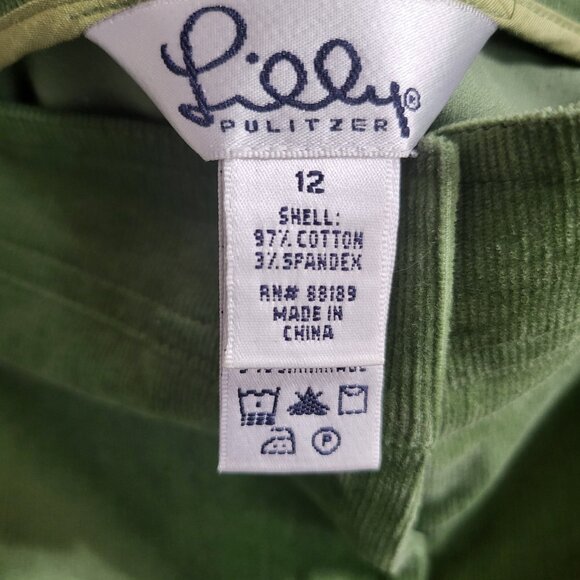 Lilly®
PULITZER
12
SHELL:
97% COTTON
3% SPANDEX
RN# 88189
MADE IN
CHINA
P